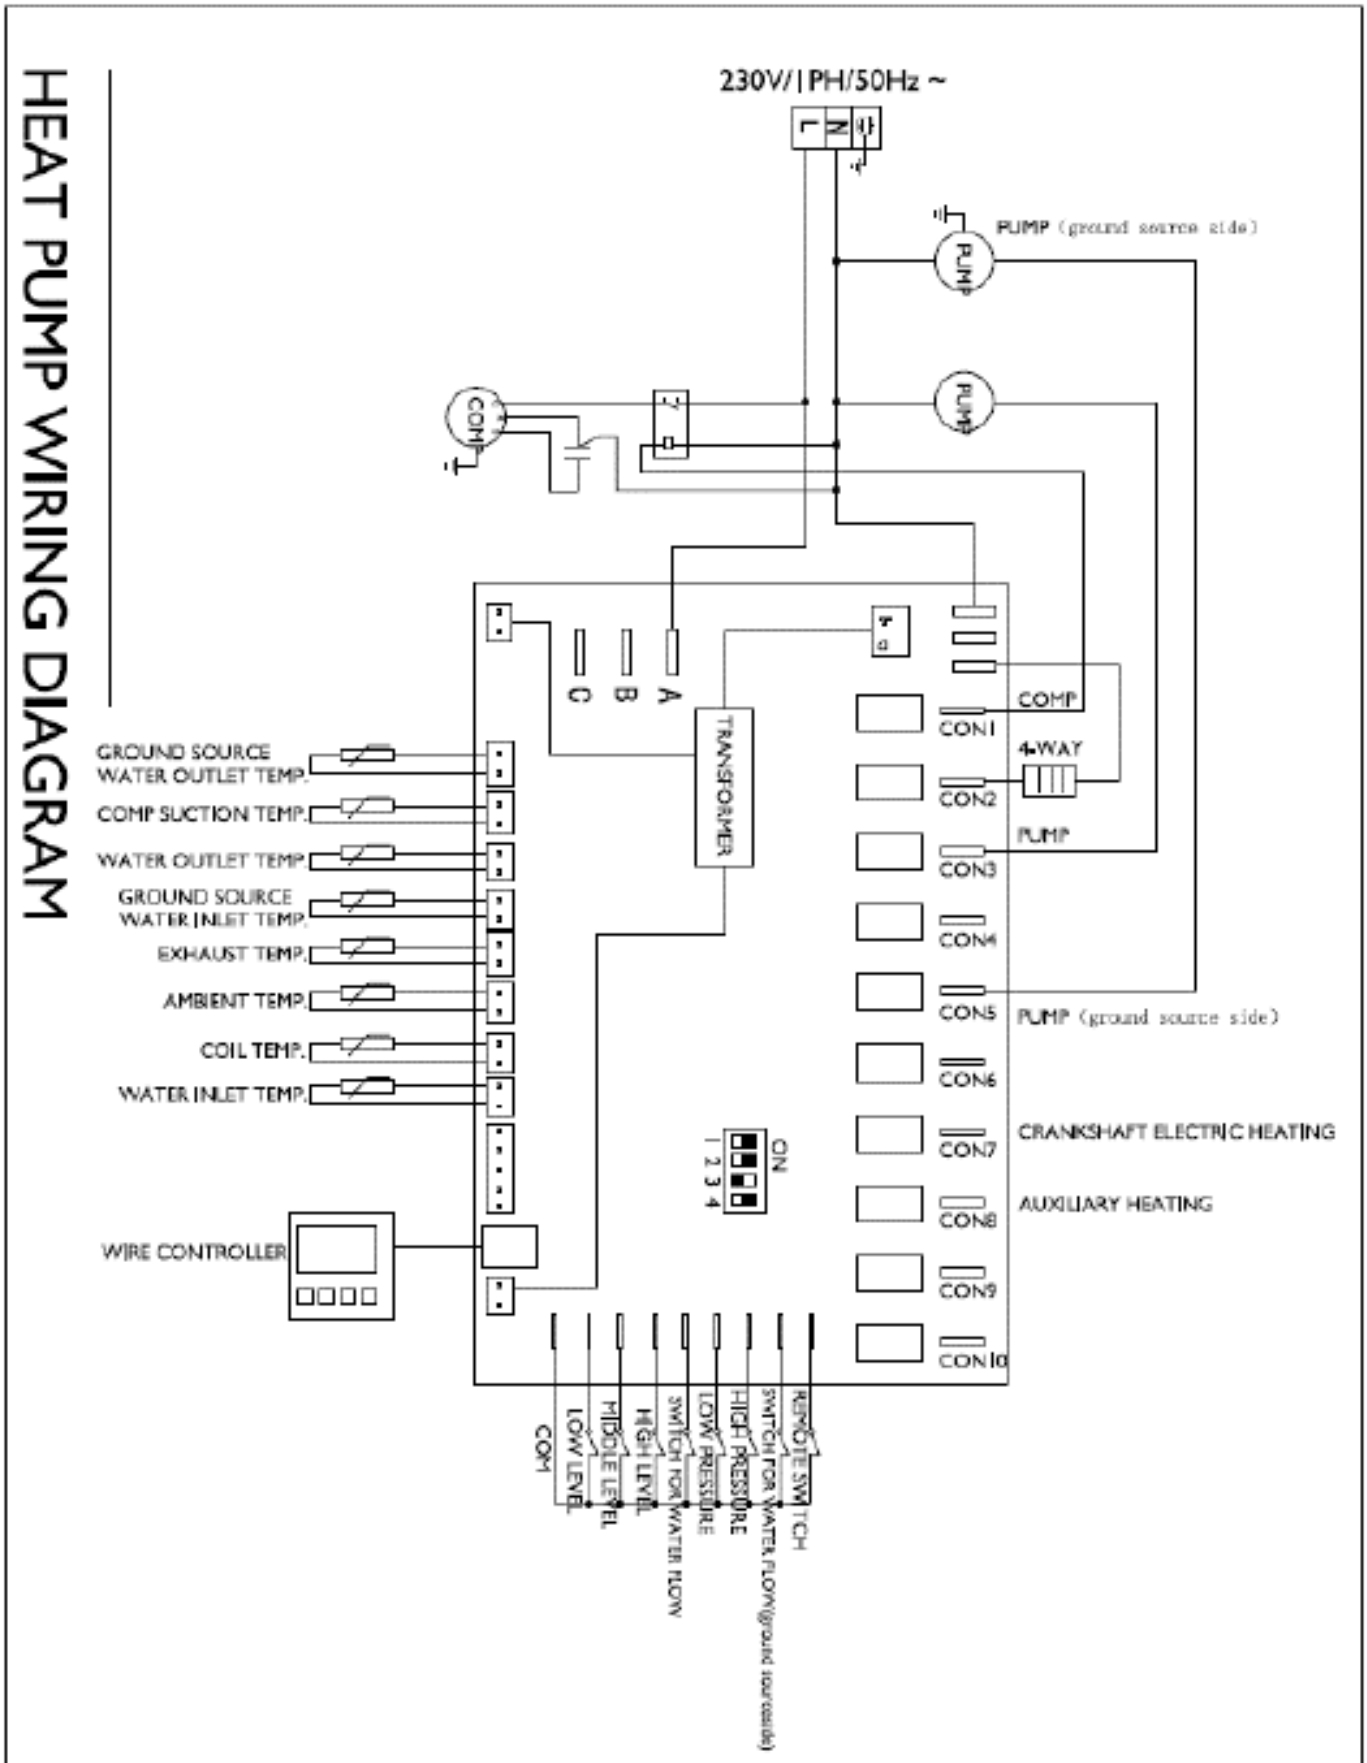 HEAT PUMP WIRING DIAGRAM
230V/1PH/50Hz ~
L N
PUMP (ground source side)
PUMP
PUMP
COMP
A
B
C
TRANSFORMER
COMP
CON1
4-WAY
CON2
PUMP
CON3
CON4
CON5
PUMP (ground source side)
CON6
CON7
CRANKSHAFT ELECTRIC HEATING
CON8
AUXILIARY HEATING
CON9
CON10
GROUND SOURCE
WATER OUTLET TEMP.
COMP SUCTION TEMP.
WATER OUTLET TEMP.
GROUND SOURCE
WATER INLET TEMP.
EXHAUST TEMP.
AMBIENT TEMP.
COIL TEMP.
WATER INLET TEMP.
WIRE CONTROLLER
ON
1 2 3 4
COM
LOW LEVEL
MIDDLE LEVEL
HIGH LEVEL
SWITCH FOR WATER FLOW
LOW PRESSURE
HIGH PRESSURE
SWITCH FOR WATER FLOW(ground sourceside)
REMOTE SWITCH